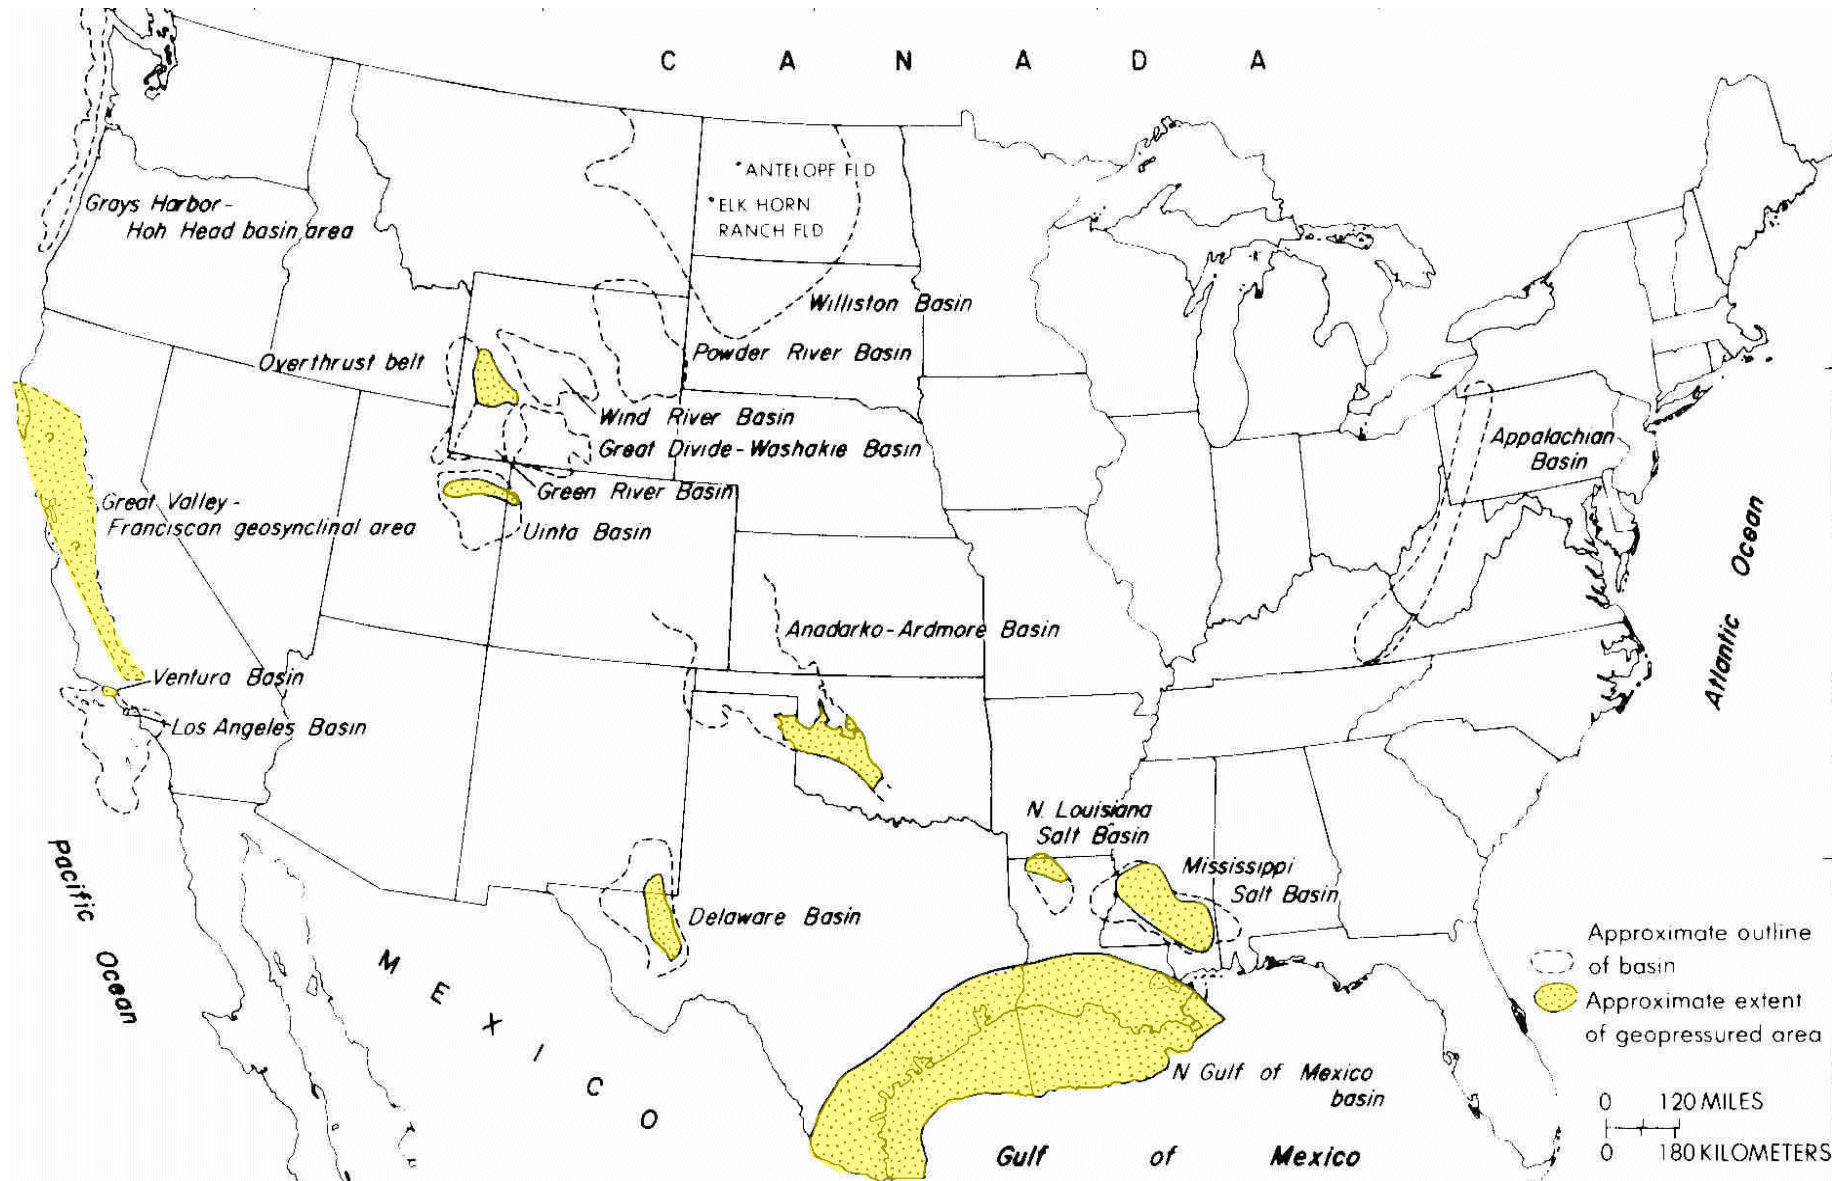 C A N A D A
*ANTELOPE FLD
*ELK HORN
RANCH FLD
Grays Harbor-
Hoh Head basin area
Williston Basin
Overthrust belt
Powder River Basin
Wind River Basin
Great Divide-Washakie Basin
Appalachian
Basin
Green River Basin
Great Valley-
Franciscan geosynclinal area
Uinta Basin
Atlantic Ocean
Anadarko-Ardmore Basin
Ventura Basin
Los Angeles Basin
N. Louisiana
Salt Basin
Mississippi
Salt Basin
Pacific Ocean
Delaware Basin
Approximate outline
of basin
Approximate extent
of geopressured area
M E X I C O
N Gulf of Mexico
basin
0 120 MILES
0 180 KILOMETERS
Gulf of Mexico